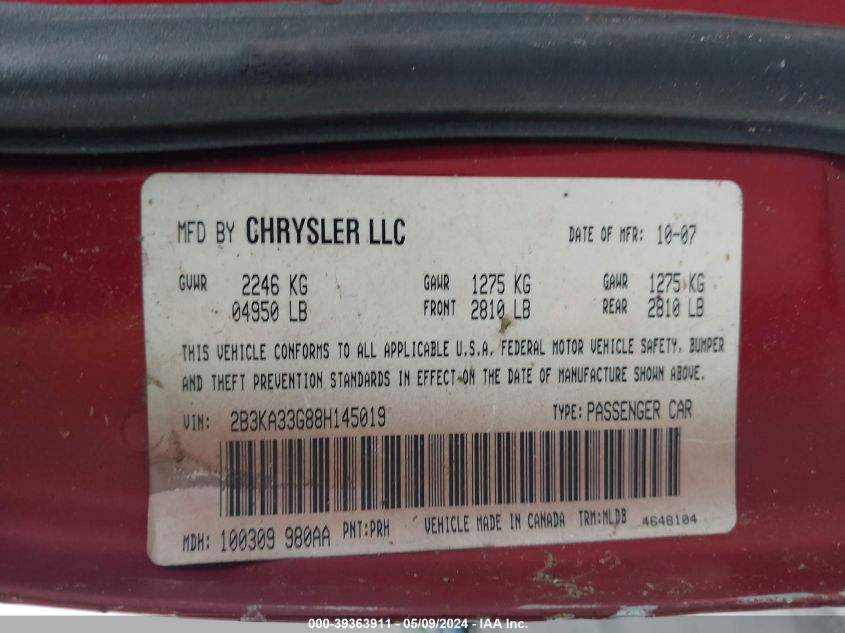 MFD BY CHRYSLER LLC DATE OF MFR: 10-07
GVWR 2246 KG GAWR 1275 KG GAWR 1275 KG
04950 LB FRONT 2810 LB REAR 2810 LB
THIS VEHICLE CONFORMS TO ALL APPLICABLE U.S.A. FEDERAL MOTOR VEHICLE SAFETY, BUMPER
AND THEFT PREVENTION STANDARDS IN EFFECT ON THE DATE OF MANUFACTURE SHOWN ABOVE.
VIN: 2B3KA33G88H145019 TYPE: PASSENGER CAR
MDH: 100309 980AA PNT:PRH VEHICLE MADE IN CANADA TRM:MLDB 4648104
000-39363911 - 05/09/2024 - IAA Inc.